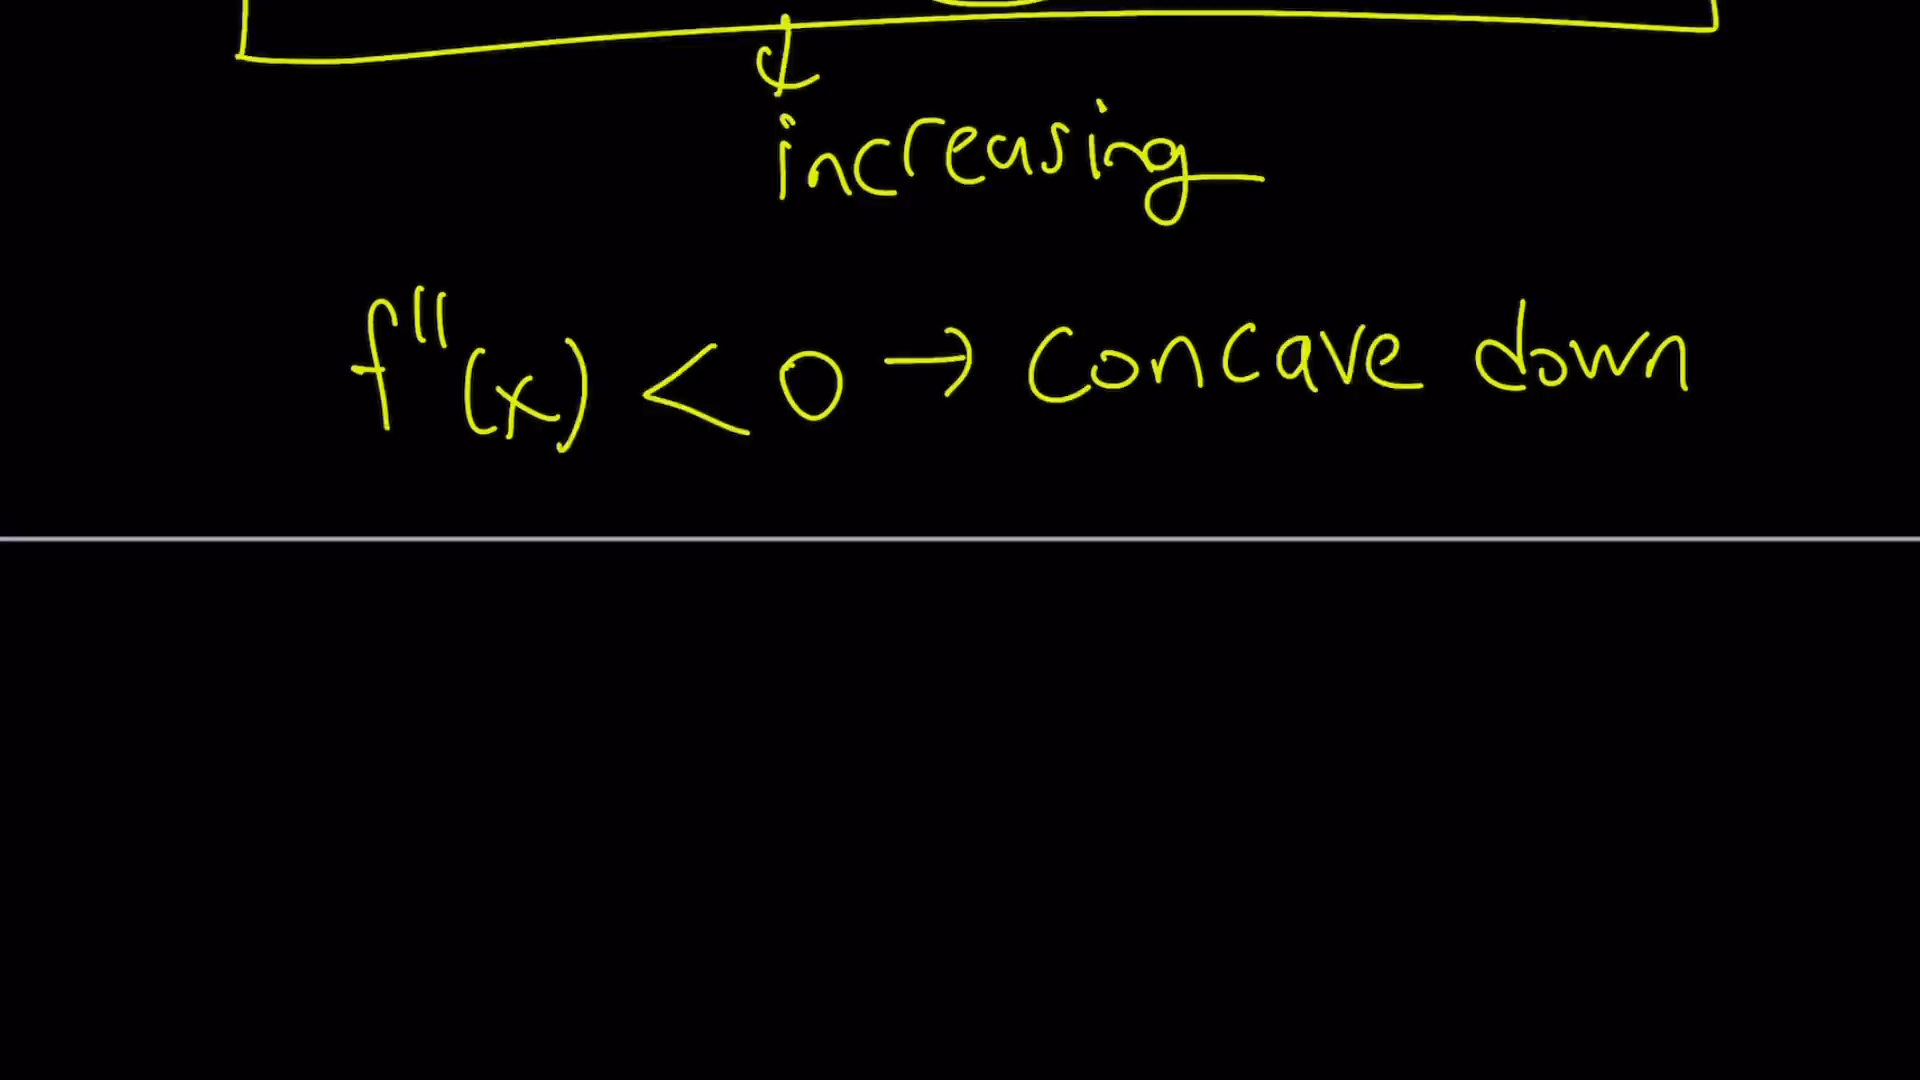 increasing
f''(x) < 0 → Concave down